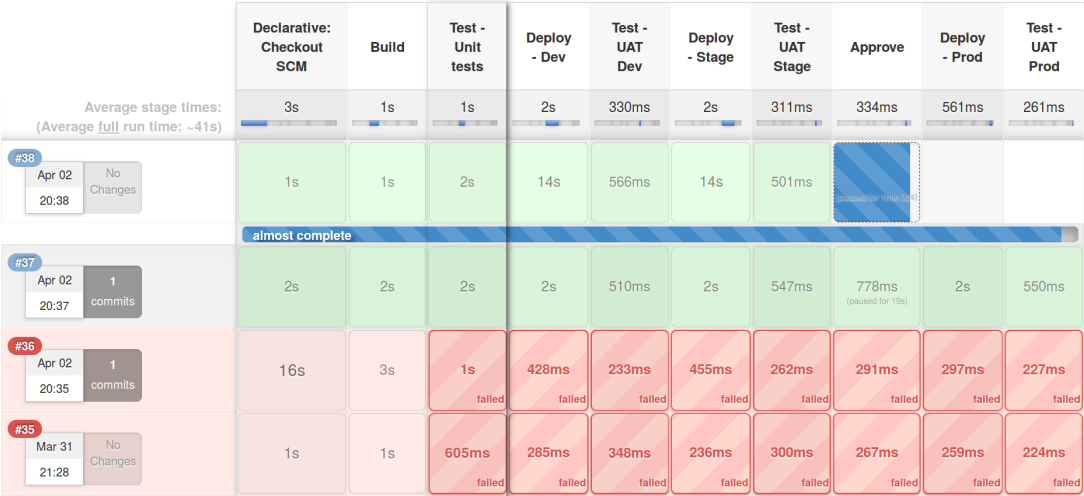 Declarative:
Checkout
SCM
Build
Test -
Unit
tests
Deploy
- Dev
Test -
UAT
Dev
Deploy
- Stage
Test -
UAT
Stage
Approve
Deploy
- Prod
Test -
UAT
Prod
Average stage times:
(Average full run time: ~41s)
3s
1s
1s
2s
330ms
2s
311ms
334ms
561ms
261ms
#38
Apr 02
20:38
No
Changes
1s
1s
2s
14s
566ms
14s
501ms
almost complete
#37
Apr 02
20:37
1
commits
2s
2s
2s
2s
510ms
2s
547ms
778ms
(paused for 19s)
2s
550ms
#36
Apr 02
20:35
1
commits
16s
3s
1s
failed
428ms
failed
233ms
failed
455ms
failed
262ms
failed
291ms
failed
297ms
failed
227ms
failed
#35
Mar 31
21:28
No
Changes
1s
1s
605ms
failed
285ms
failed
348ms
failed
236ms
failed
300ms
failed
267ms
failed
259ms
failed
224ms
failed